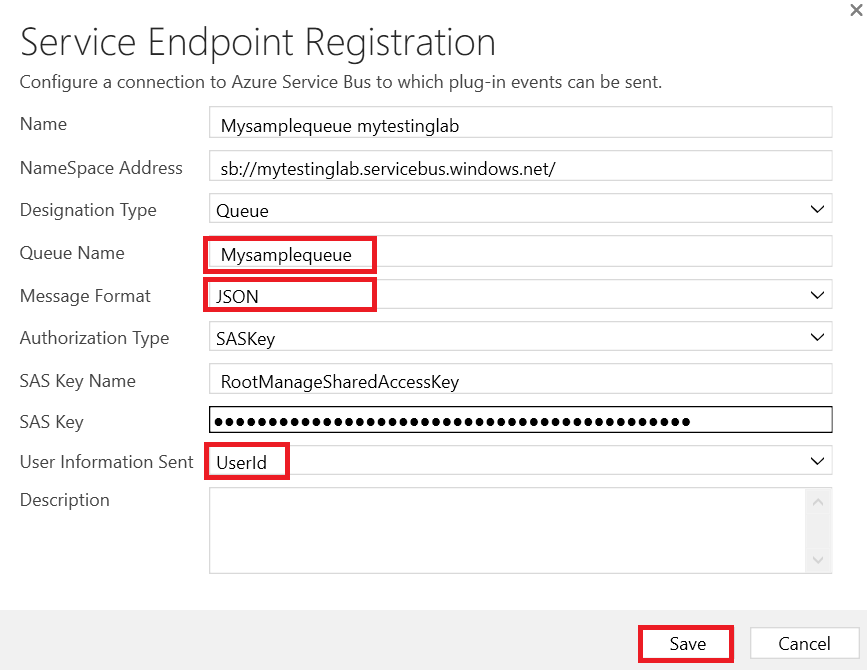 Service Endpoint Registration
Configure a connection to Azure Service Bus to which plug-in events can be sent.
Name Mysamplequeue mytestinglab
NameSpace Address sb://mytestinglab.servicebus.windows.net/
Designation Type Queue
Queue Name Mysamplequeue
Message Format JSON
Authorization Type SASKey
SAS Key Name RootManageSharedAccessKey
SAS Key ●●●●●●●●●●●●●●●●●●●●●●●●●●●●●●●●●●●●●●●●●●●●
User Information Sent UserId
Description
Save Cancel